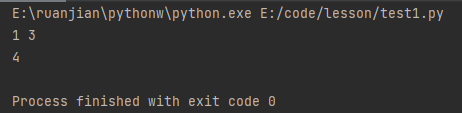 E:\ruanjian\pythonw\python.exe E:/code/lesson/test1.py
1 3
4
Process finished with exit code 0